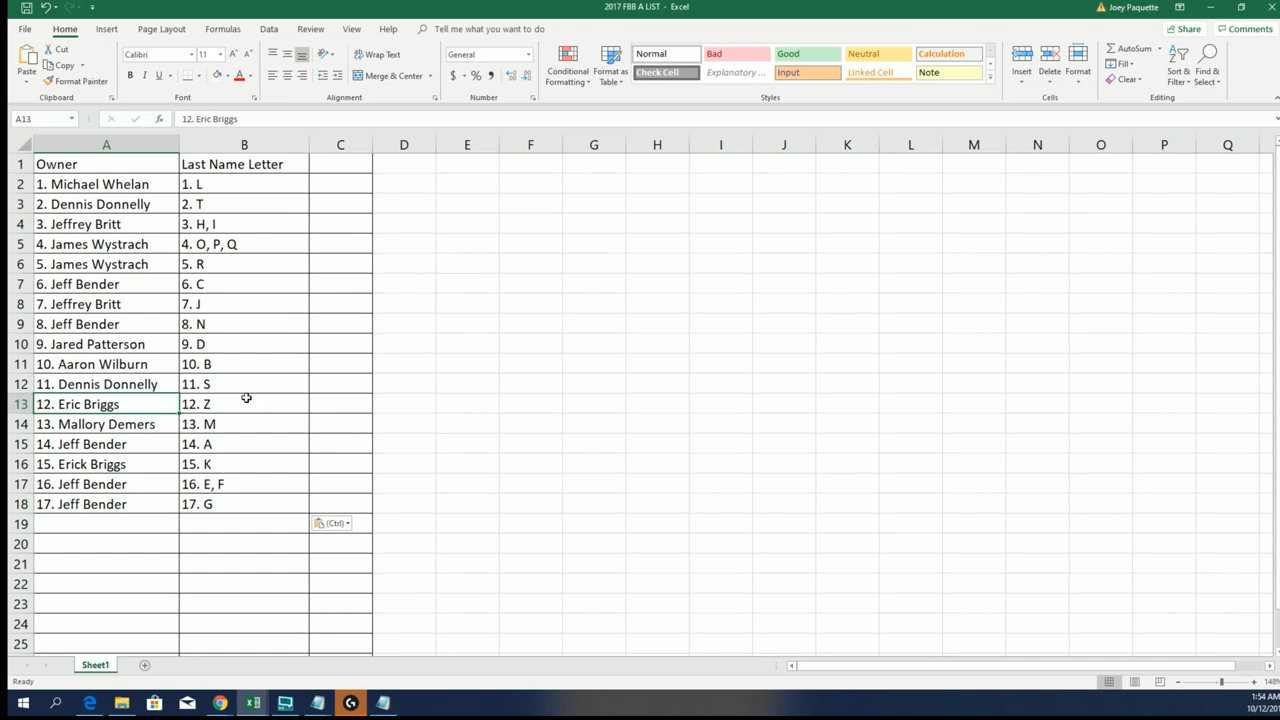 2017 FBB A LIST - Excel
Joey Paquette
File Home Insert Page Layout Formulas Data Review View Help Tell me what you want to do Share Comments
Paste Cut Copy Format Painter Clipboard
Calibri 11 B I U A Font
Wrap Text Merge & Center Alignment
General $ % Number
Conditional Formatting Format as Table
Normal Bad Good Neutral Calculation
Check Cell Explanatory ... Input Linked Cell Note
Styles
Insert Delete Format Cells
AutoSum Fill Clear Sort & Filter Find & Select Editing
A13 fx 12. Eric Briggs
A B C D E F G H I J K L M N O P Q
1 Owner Last Name Letter
2 1. Michael Whelan 1. L
3 2. Dennis Donnelly 2. T
4 3. Jeffrey Britt 3. H, I
5 4. James Wystrach 4. O, P, Q
6 5. James Wystrach 5. R
7 6. Jeff Bender 6. C
8 7. Jeffrey Britt 7. J
9 8. Jeff Bender 8. N
10 9. Jared Patterson 9. D
11 10. Aaron Wilburn 10. B
12 11. Dennis Donnelly 11. S
13 12. Eric Briggs 12. Z
14 13. Mallory Demers 13. M
15 14. Jeff Bender 14. A
16 15. Erick Briggs 15. K
17 16. Jeff Bender 16. E, F
18 17. Jeff Bender 17. G
19 (Ctrl)
20
21
22
23
24
25
Sheet1
Ready 148%
1:54 AM